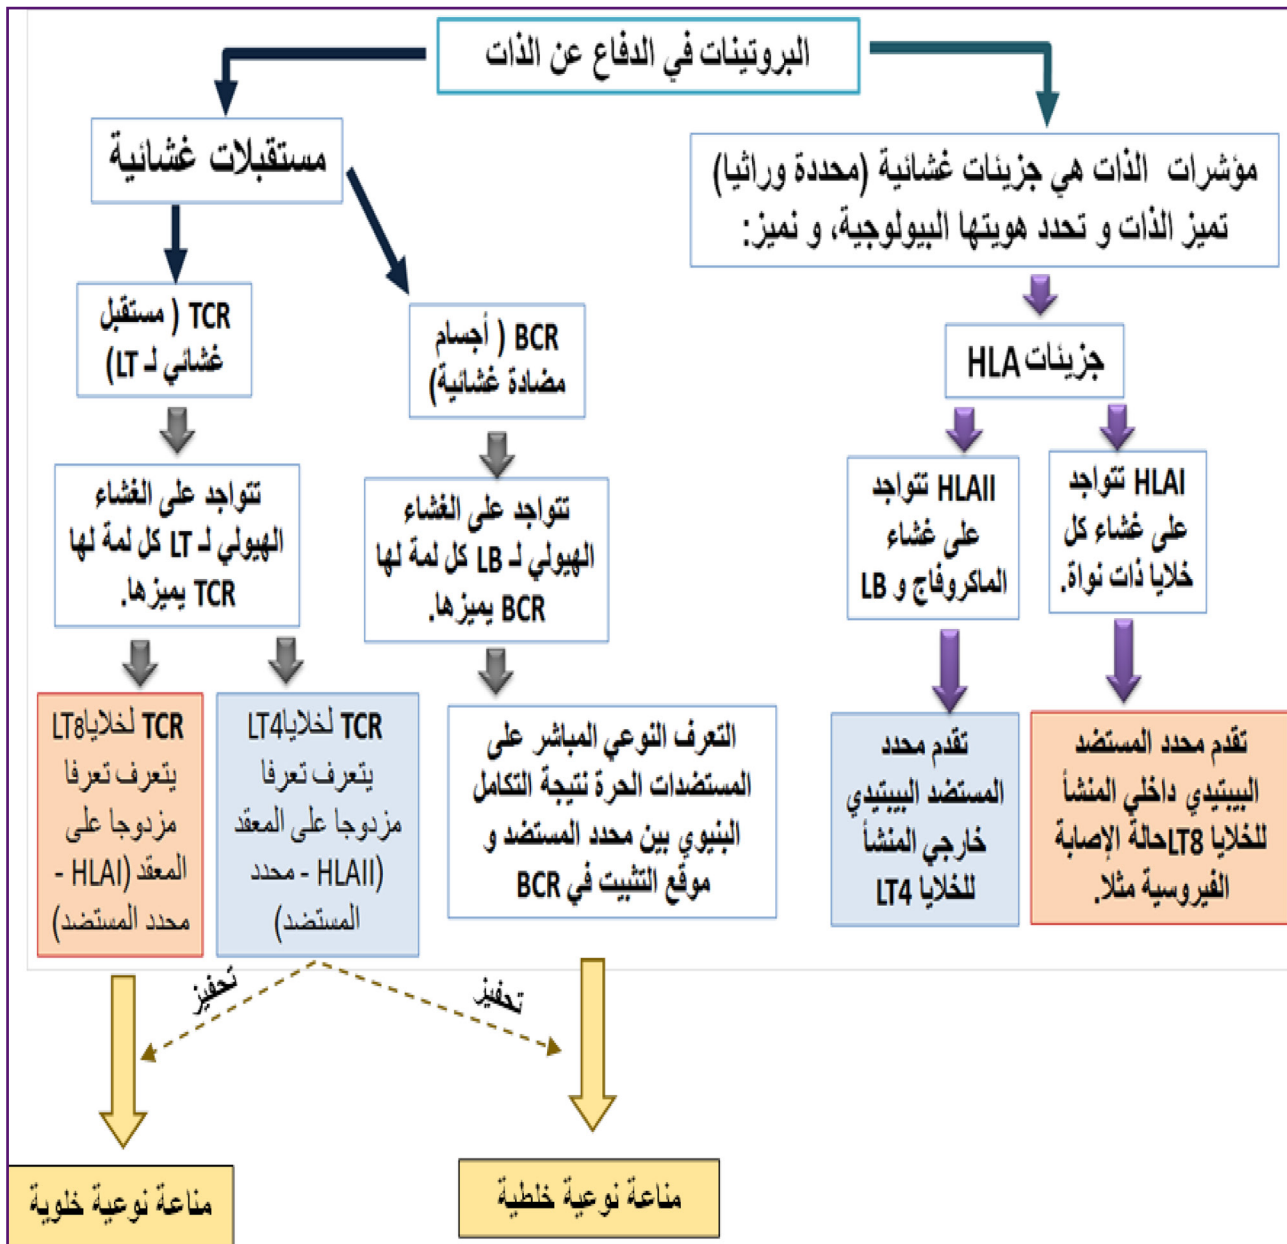 البروتينات في الدفاع عن الذات
مؤشرات الذات هي جزيئات غشائية (محددة وراثيا)
تميز الذات و تحدد هويتها البيولوجية، و نميز:
جزيئات HLA
HLAI تتواجد
على غشاء كل
خلايا ذات نواة.
تقدم محدد المستضد
الببتيدي داخلي المنشأ
للخلايا LT8حالة الإصابة
الفيروسية مثلا.
HLAII تتواجد
على غشاء
الماكروفاج و LB
تقدم محدد
المستضد الببتيدي
خارجي المنشأ
للخلايا LT4
مستقبلات غشائية
BCR ( أجسام
مضادة غشائية)
تتواجد على الغشاء
الهيولي لـ LB كل لمة لها
BCR يميزها.
التعرف النوعي المباشر على
المستضدات الحرة نتيجة التكامل
البنيوي بين محدد المستضد و
موقع التثبيت في BCR
TCR ( مستقبل
غشائي لـ LT)
تتواجد على الغشاء
الهيولي لـ LT كل لمة لها
TCR يميزها.
TCR لخلاياLT4
يتعرف تعرفا
مزدوجا على المعقد
(HLAII - محدد
المستضد)
TCR لخلاياLT8
يتعرف تعرفا
مزدوجا على
المعقد (HLAI -
محدد المستضد)
تحفيز
تحفيز
مناعة نوعية خلطية
مناعة نوعية خلوية